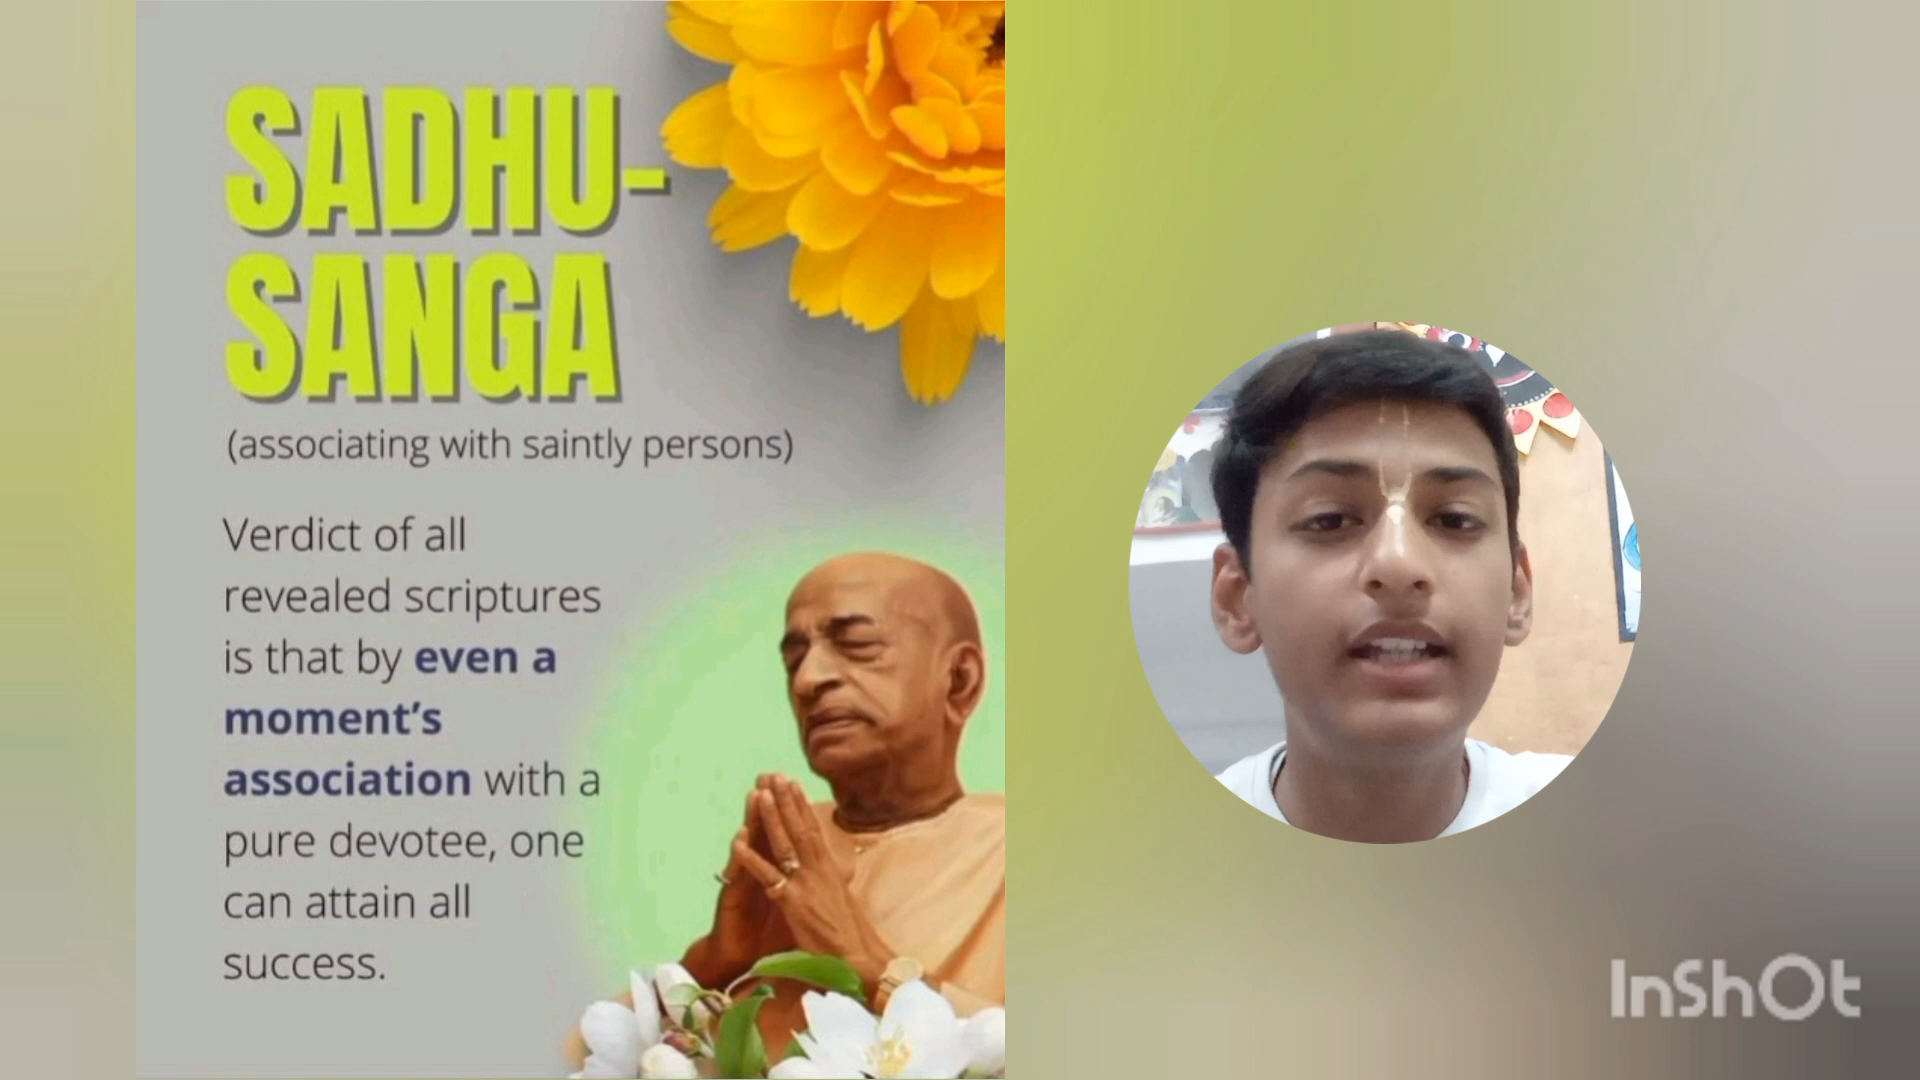 SADHU-
SANGA
(associating with saintly persons)
Verdict of all
revealed scriptures
is that by even a
moment’s
association with a
pure devotee, one
can attain all
success.
InShOt